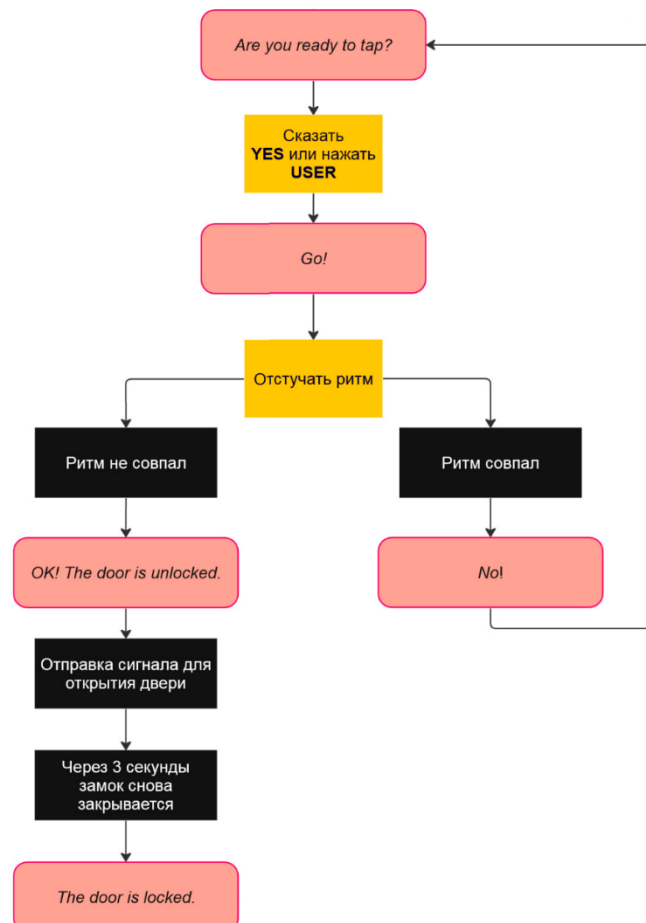 Are you ready to tap?
Сказать
YES или нажать
USER
Go!
Отстучать ритм
Ритм не совпал
Ритм совпал
OK! The door is unlocked.
No!
Отправка сигнала для
открытия двери
Через 3 секунды
замок снова
закрывается
The door is locked.